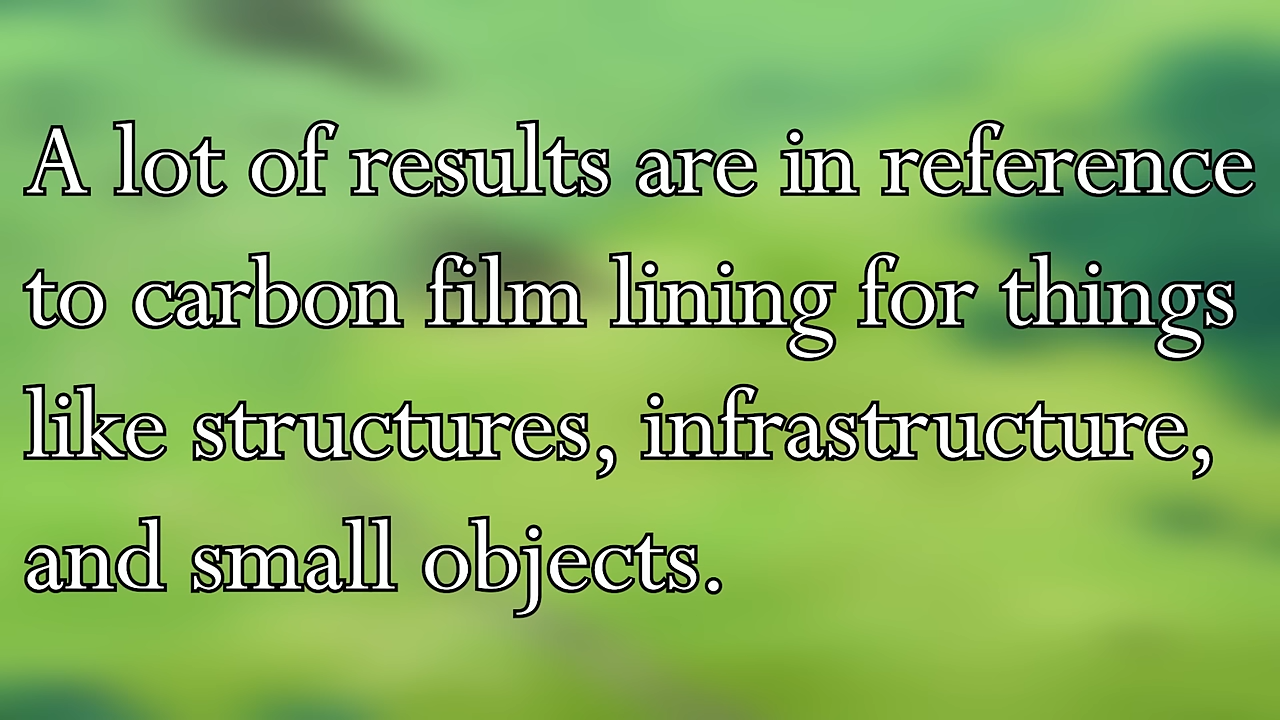 A lot of results are in reference
to carbon film lining for things
like structures, infrastructure,
and small objects.